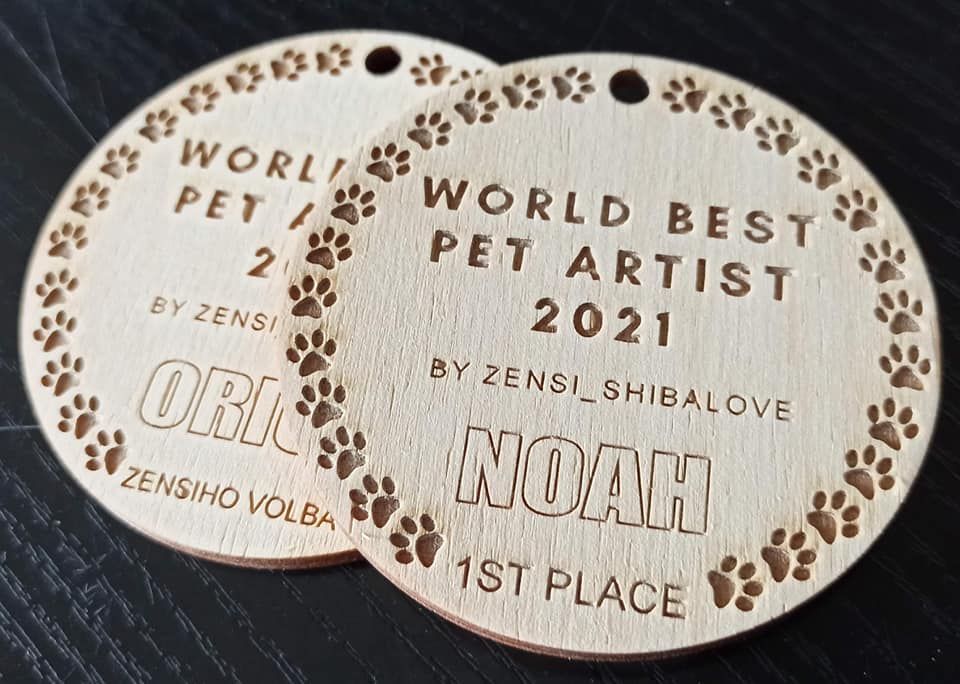 WORLD BEST
PET ARTIST
2021
BY ZENSI_SHIBALOVE
NOAH
1ST PLACE
PET
BY ZENSI
ZENSIHO VOLBA